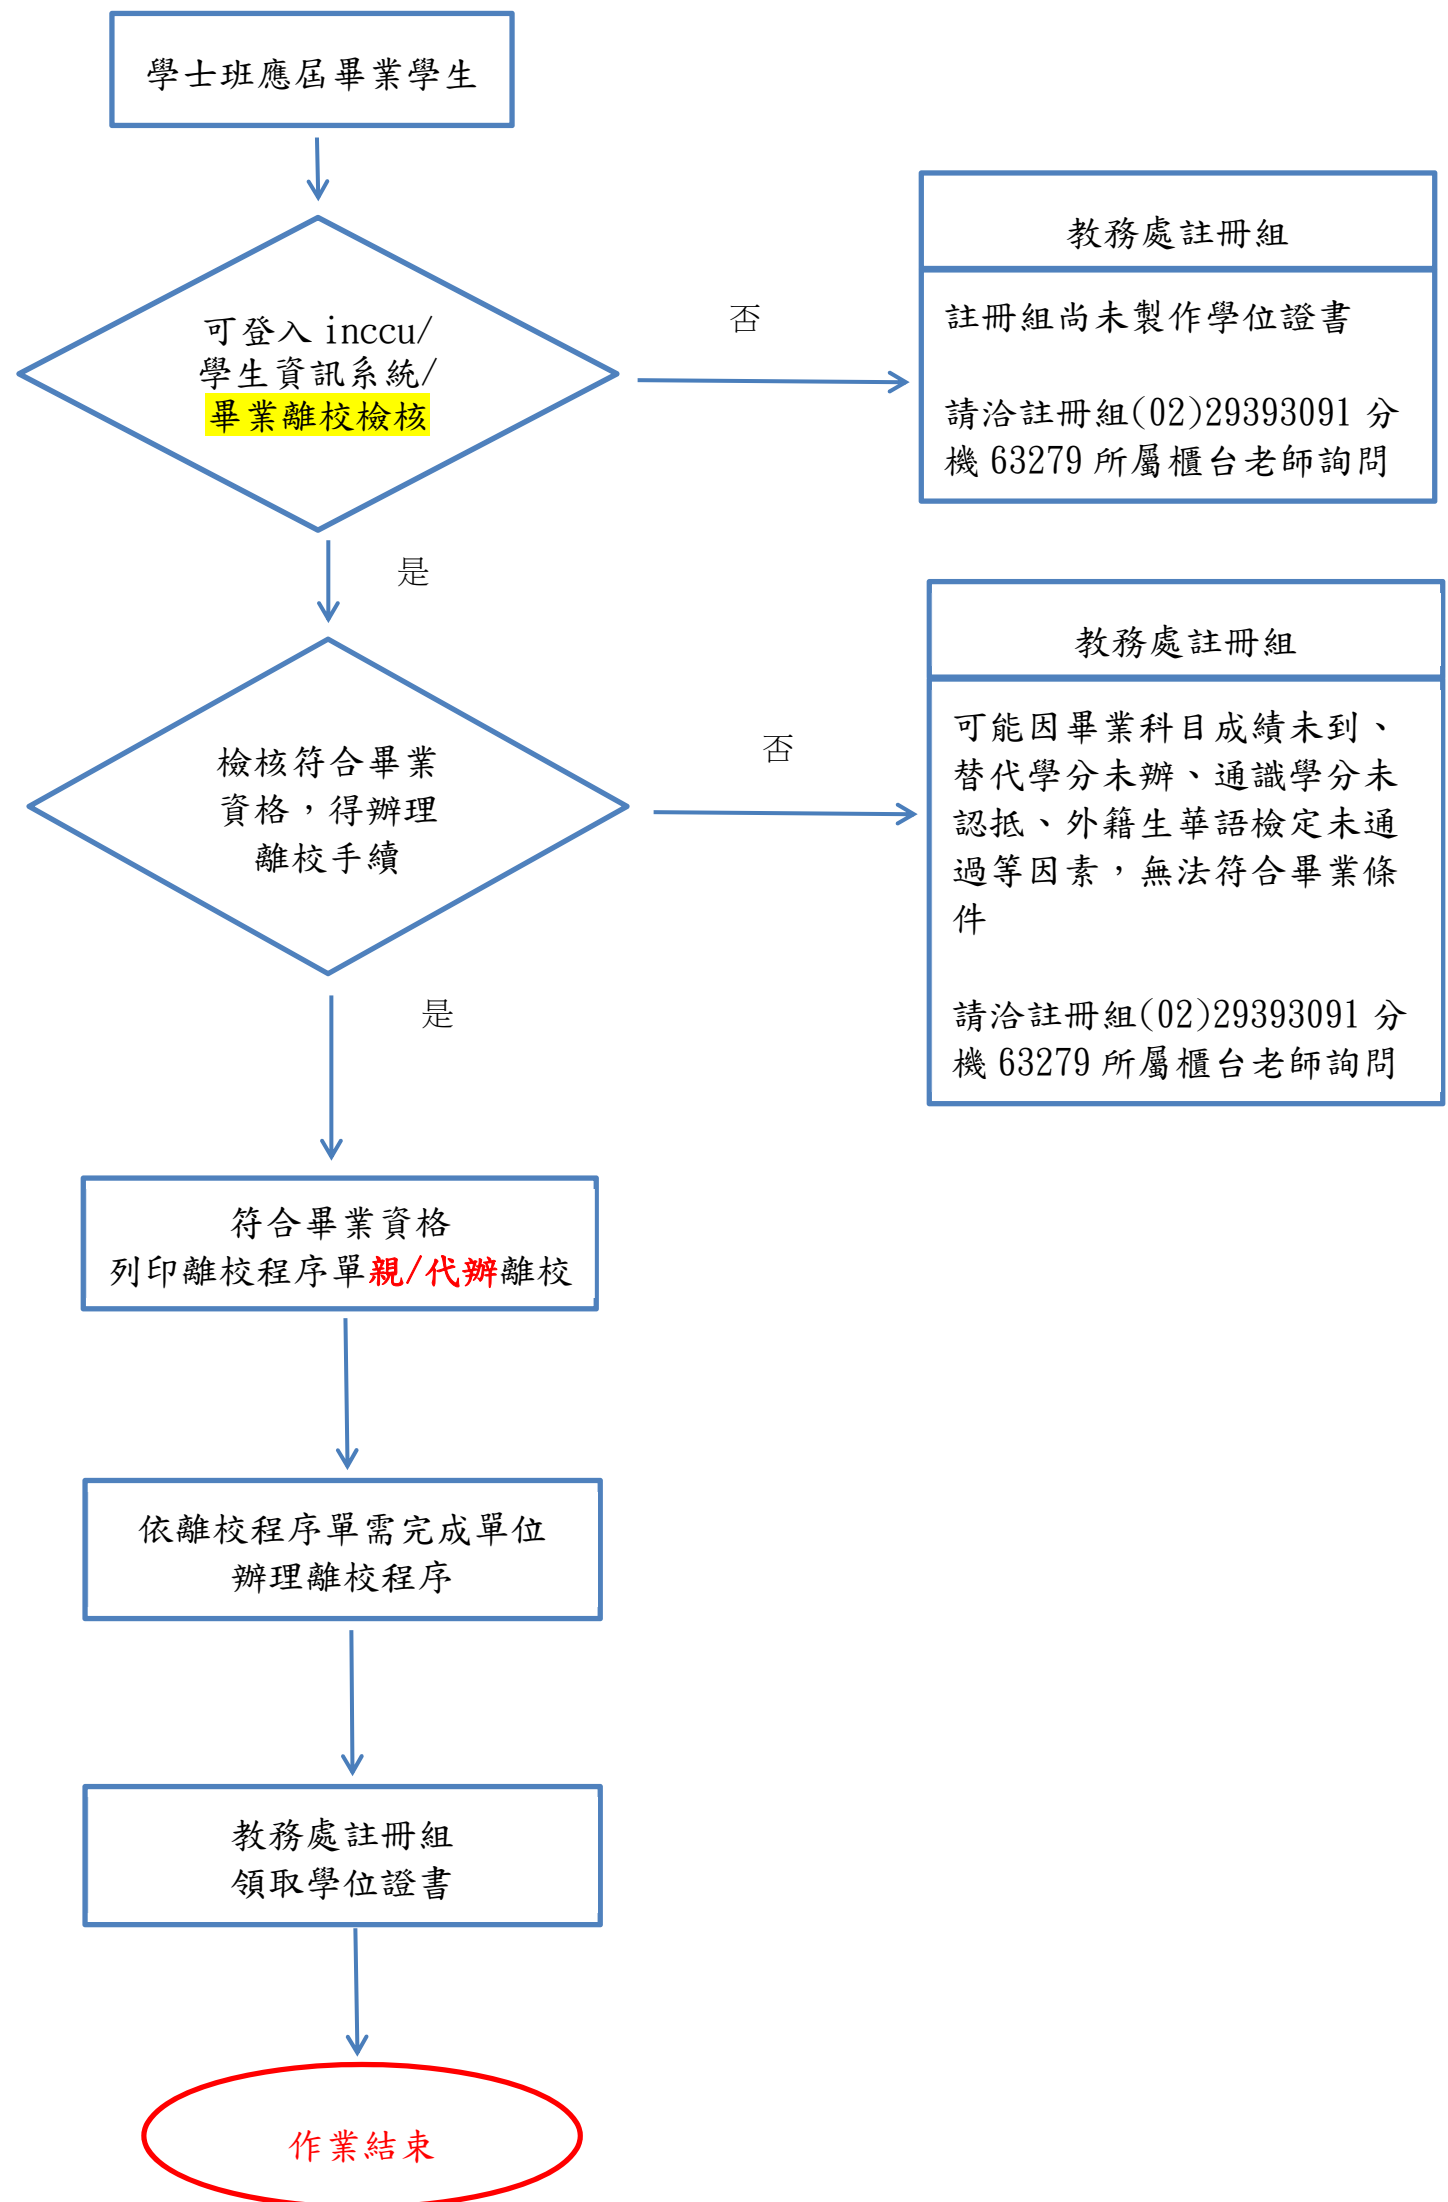 學士班應屆畢業學生
可登入 inccu/
學生資訊系統/
畢業離校檢核
否
教務處註冊組
註冊組尚未製作學位證書
請洽註冊組(02)29393091 分
機 63279 所屬櫃台老師詢問
是
檢核符合畢業
資格，得辦理
離校手續
否
教務處註冊組
可能因畢業科目成績未到、
替代學分未辦、通識學分未
認抵、外籍生華語檢定未通
過等因素，無法符合畢業條
件
請洽註冊組(02)29393091 分
機 63279 所屬櫃台老師詢問
是
符合畢業資格
列印離校程序單親/代辦離校
依離校程序單需完成單位
辦理離校程序
教務處註冊組
領取學位證書
作業結束